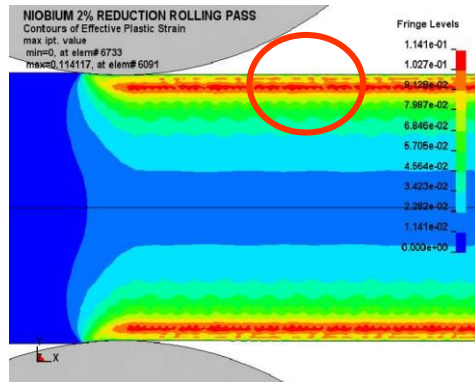 NIOBIUM 2% REDUCTION ROLLING PASS
Contours of Effective Plastic Strain
max ipt. value
min=0, at elem# 6733
max=0.114117, at elem# 6091
Fringe Levels
1.141e-01
1.027e-01
9.128e-02
7.987e-02
6.846e-02
5.705e-02
4.564e-02
3.423e-02
2.282e-02
1.141e-02
0.000e+00
X